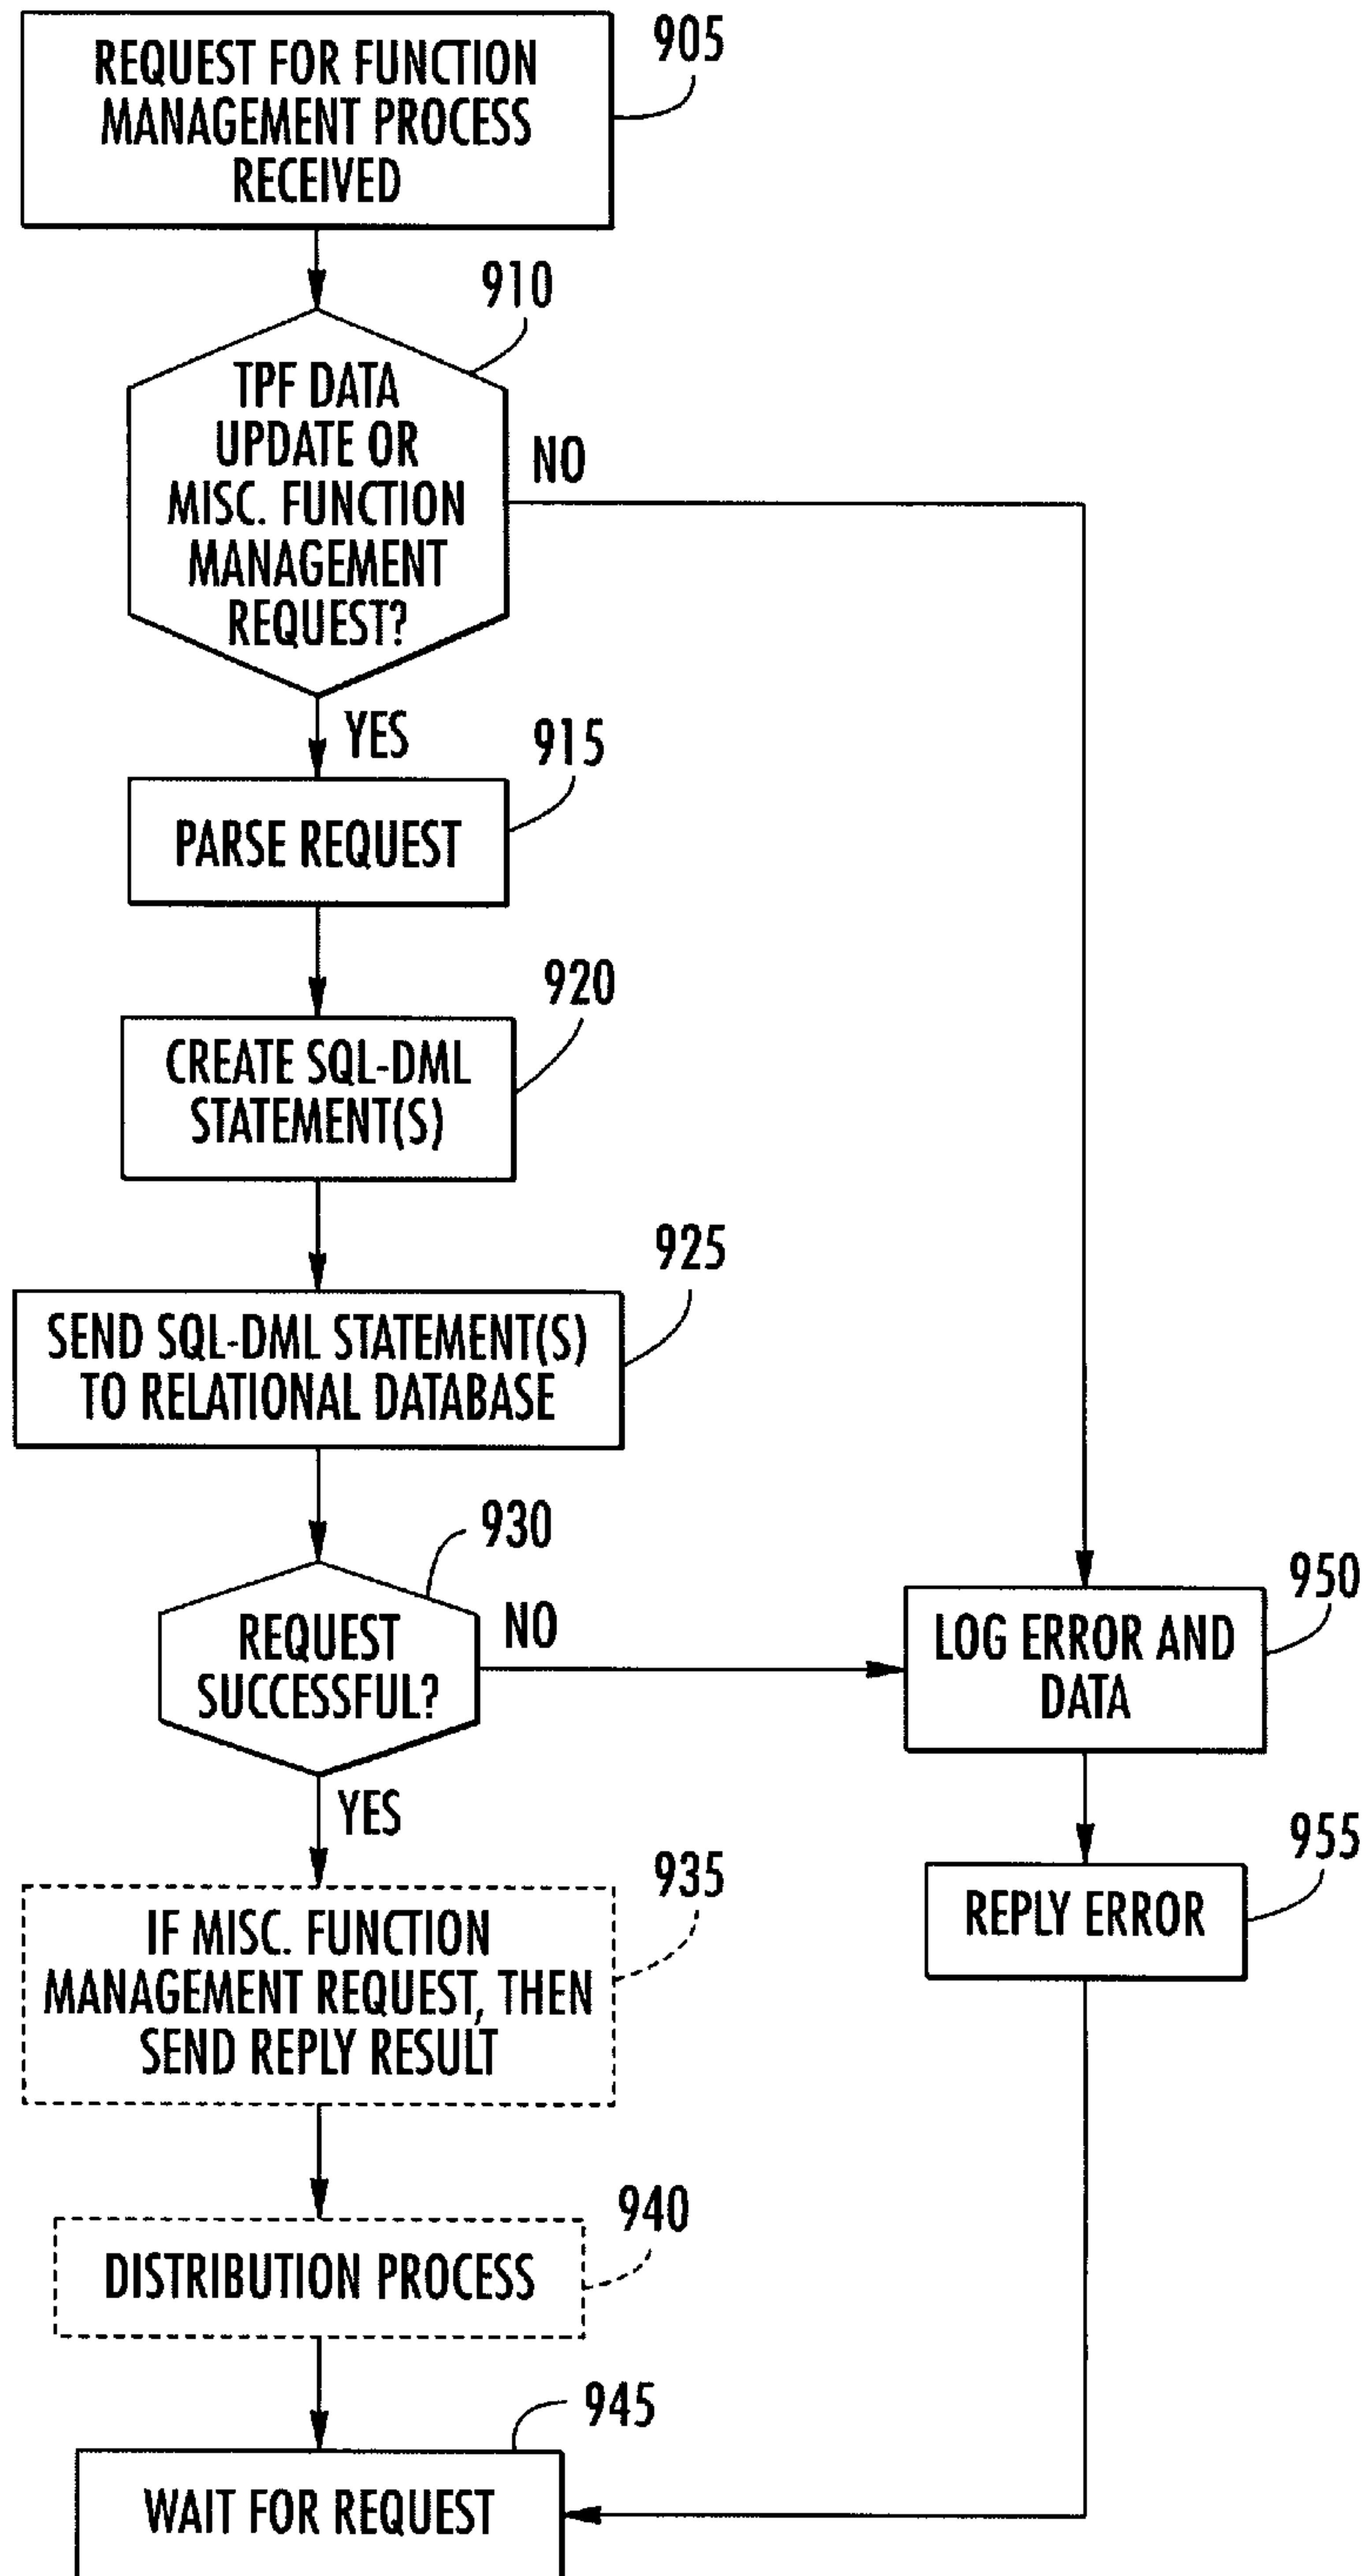 REQUEST FOR FUNCTION
MANAGEMENT PROCESS
RECEIVED
905
910
TPF DATA
UPDATE OR
MISC. FUNCTION
MANAGEMENT
REQUEST?
NO
YES
915
PARSE REQUEST
920
CREATE SQL-DML
STATEMENT(S)
925
SEND SQL-DML STATEMENT(S)
TO RELATIONAL DATABASE
930
REQUEST
SUCCESSFUL?
NO
950
LOG ERROR AND
DATA
YES
955
REPLY ERROR
935
IF MISC. FUNCTION
MANAGEMENT REQUEST, THEN
SEND REPLY RESULT
940
DISTRIBUTION PROCESS
945
WAIT FOR REQUEST